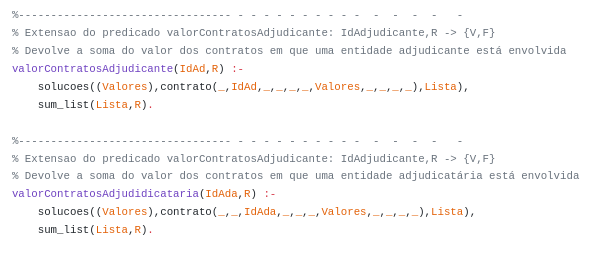 %--------------------------------- - - - - - - - - - -  -  -  -  -   -
% Extensao do predicado valorContratosAdjudicante: IdAdjudicante,R -> {V,F}
% Devolve a soma do valor dos contratos em que uma entidade adjudicante está envolvida
valorContratosAdjudicante(IdAd,R) :-
    solucoes((Valores),contrato(_,IdAd,_,_,_,_,Valores,_,_,_,_),Lista),
    sum_list(Lista,R).
%--------------------------------- - - - - - - - - - -  -  -  -  -   -
% Extensao do predicado valorContratosAdjudicante: IdAdjudicante,R -> {V,F}
% Devolve a soma do valor dos contratos em que uma entidade adjudicatária está envolvida
valorContratosAdjudidicataria(IdAda,R) :-
    solucoes((Valores),contrato(_,_,IdAda,_,_,_,Valores,_,_,_,_),Lista),
    sum_list(Lista,R).